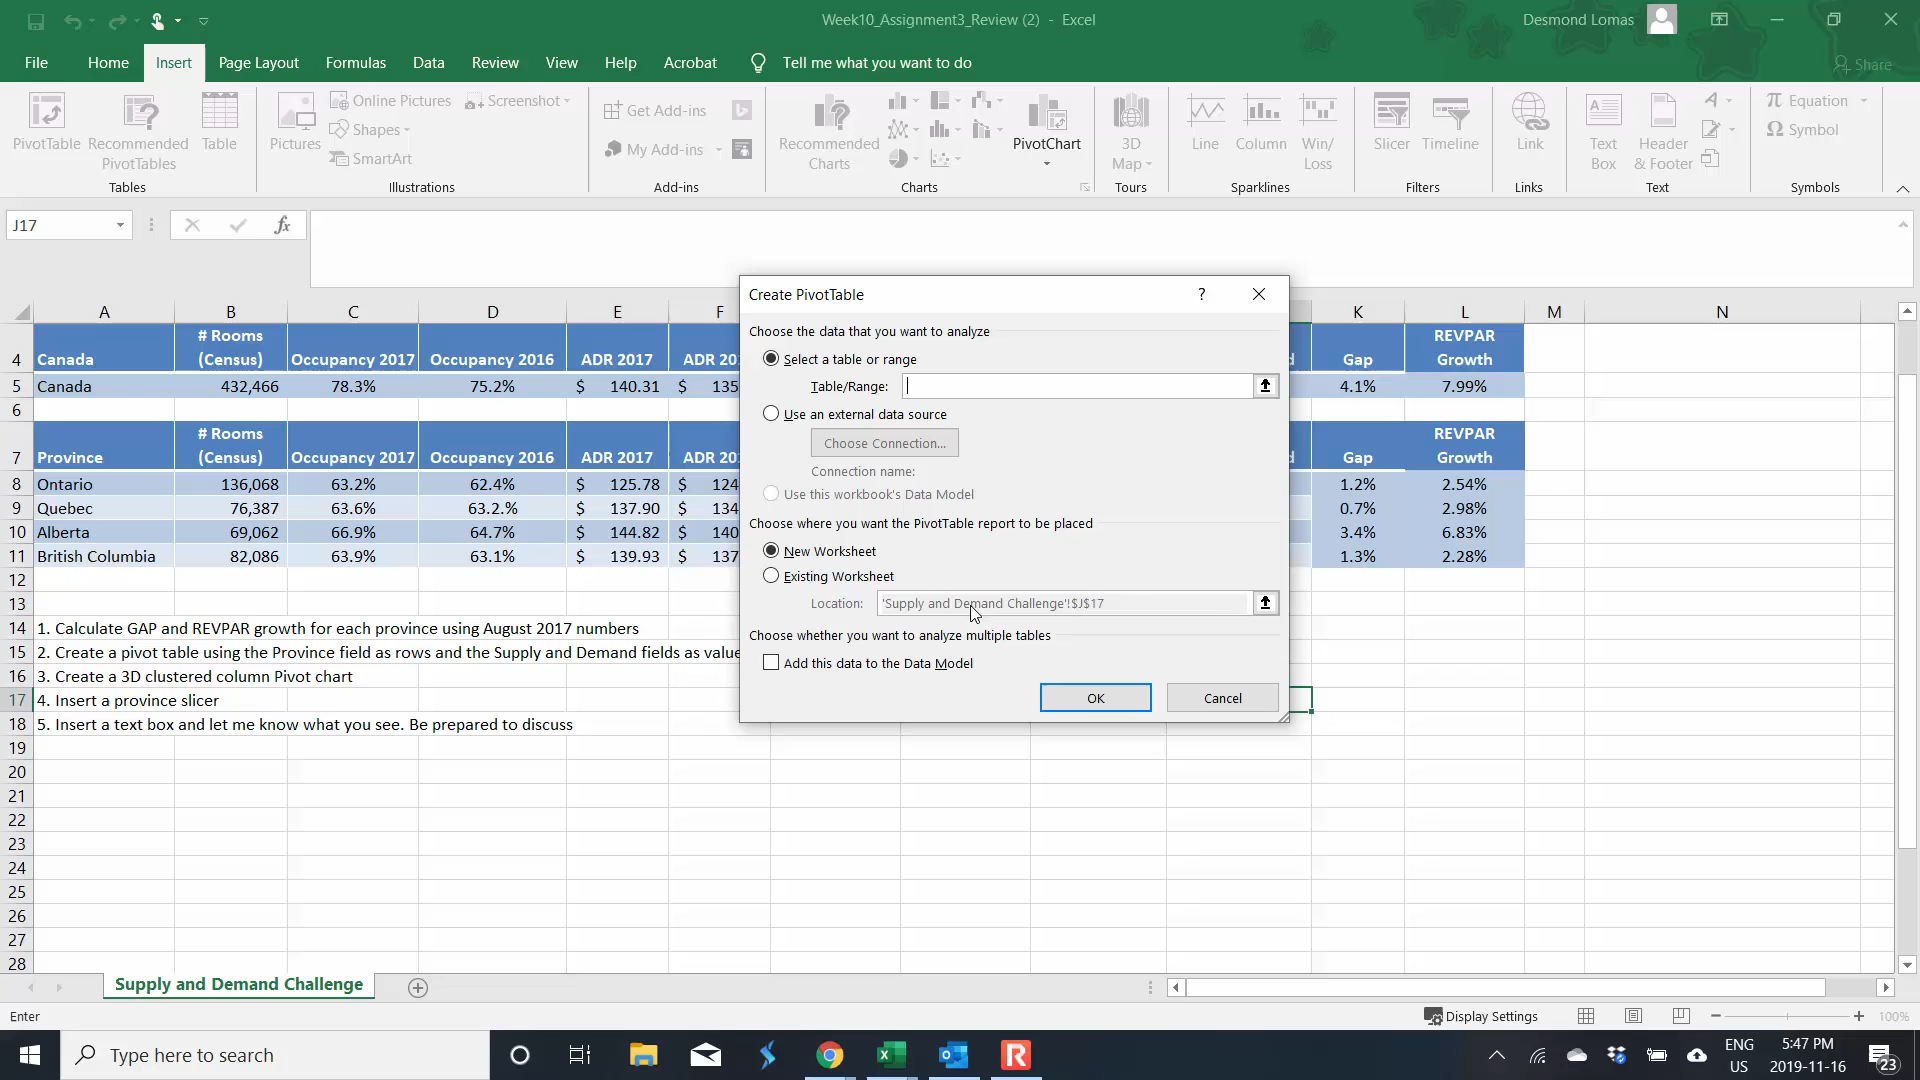 Week10_Assignment3_Review (2) - Excel
Desmond Lomas
File Home Insert Page Layout Formulas Data Review View Help Acrobat Tell me what you want to do Share
PivotTable
Recommended PivotTables
Table
Tables
Pictures
Online Pictures
Shapes
SmartArt
Screenshot
Illustrations
Get Add-ins
My Add-ins
Add-ins
Recommended Charts
PivotChart
Charts
3D Map
Tours
Line
Column
Win/ Loss
Sparklines
Slicer
Timeline
Filters
Link
Links
Text Box
Header & Footer
Text
Equation
Symbol
Symbols
J17
fx
A B C D E F K L M N
4 Canada # Rooms (Census) Occupancy 2017 Occupancy 2016 ADR 2017 ADR 20 d Gap REVPAR Growth
5 Canada 432,466 78.3% 75.2% $ 140.31 $ 135 4.1% 7.99%
6
7 Province # Rooms (Census) Occupancy 2017 Occupancy 2016 ADR 2017 ADR 20 d Gap REVPAR Growth
8 Ontario 136,068 63.2% 62.4% $ 125.78 $ 124 1.2% 2.54%
9 Quebec 76,387 63.6% 63.2.% $ 137.90 $ 134 0.7% 2.98%
10 Alberta 69,062 66.9% 64.7% $ 144.82 $ 140 3.4% 6.83%
11 British Columbia 82,086 63.9% 63.1% $ 139.93 $ 137 1.3% 2.28%
12
13
14 1. Calculate GAP and REVPAR growth for each province using August 2017 numbers
15 2. Create a pivot table using the Province field as rows and the Supply and Demand fields as value
16 3. Create a 3D clustered column Pivot chart
17 4. Insert a province slicer
18 5. Insert a text box and let me know what you see. Be prepared to discuss
19
20
21
22
23
24
25
26
27
28
Create PivotTable ?
Choose the data that you want to analyze
Select a table or range
Table/Range:
Use an external data source
Choose Connection...
Connection name:
Use this workbook's Data Model
Choose where you want the PivotTable report to be placed
New Worksheet
Existing Worksheet
Location: 'Supply and Demand Challenge'!$J$17
Choose whether you want to analyze multiple tables
Add this data to the Data Model
OK Cancel
Supply and Demand Challenge
Enter
Display Settings
100%
Type here to search
ENG
US
5:47 PM
2019-11-16
23